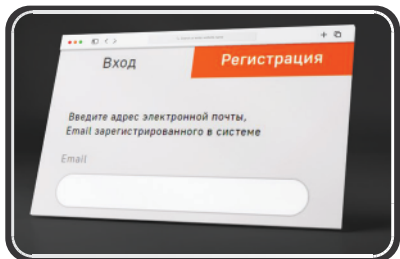 Вход
Регистрация
Введите адрес электронной почты,
Email зарегистрированного в системе
Email